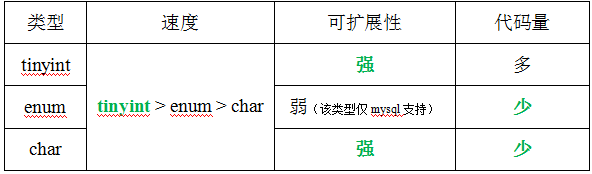 类型 速度 可扩展性 代码量
tinyint 强 多
enum tinyint > enum > char 弱（该类型仅mysql支持） 少
char 强 少